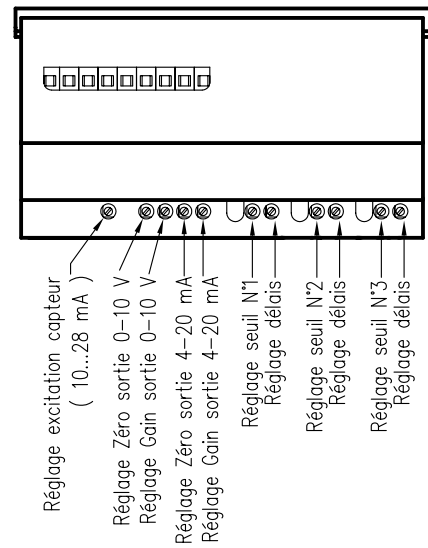 Réglage excitation capteur
( 10...28 mA )
Réglage Zéro sortie 0-10 V
Réglage Gain sortie 0-10 V
Réglage Zéro sortie 4-20 mA
Réglage Gain sortie 4-20 mA
Réglage seuil N°1
Réglage délais
Réglage seuil N°2
Réglage délais
Réglage seuil N°3
Réglage délais